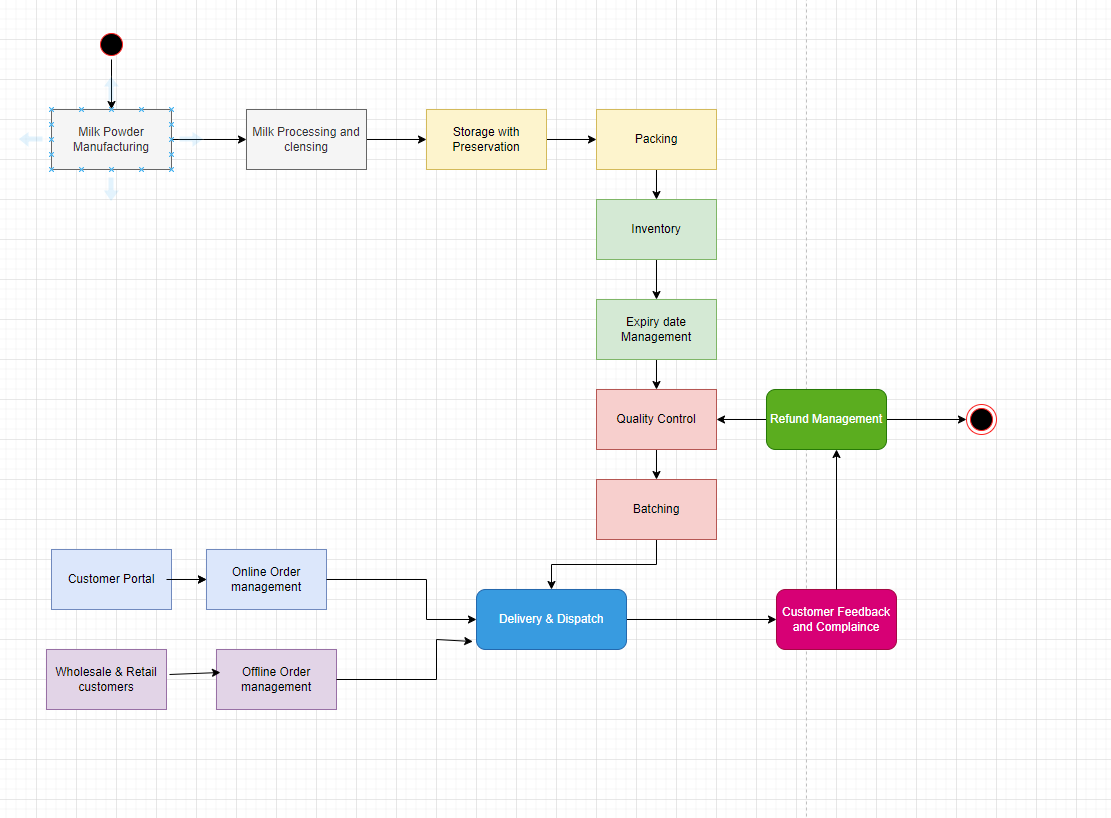 Milk Powder
Manufacturing
Milk Processing and
clensing
Storage with
Preservation
Packing
Inventory
Expiry date
Management
Quality Control
Refund Management
Batching
Customer Portal
Online Order
management
Delivery & Dispatch
Customer Feedback
and Complaince
Wholesale & Retail
customers
Offline Order
management